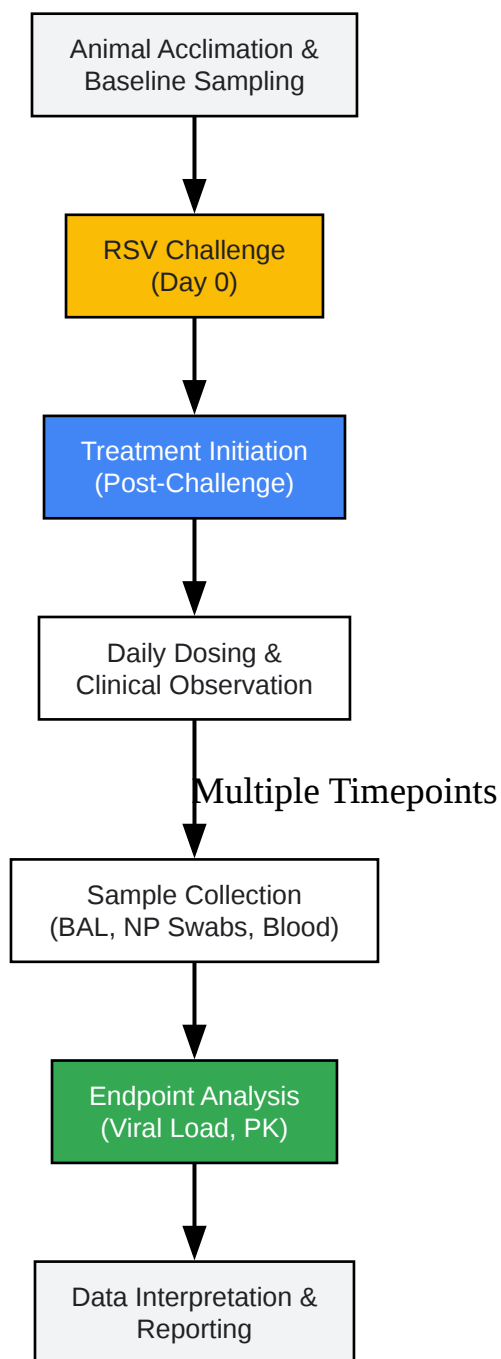 Animal Acclimation &
Baseline Sampling
RSV Challenge
(Day 0)
Treatment Initiation
(Post-Challenge)
Daily Dosing &
Clinical Observation
Multiple Timepoints
Sample Collection
(BAL, NP Swabs, Blood)
Endpoint Analysis
(Viral Load, PK)
Data Interpretation &
Reporting